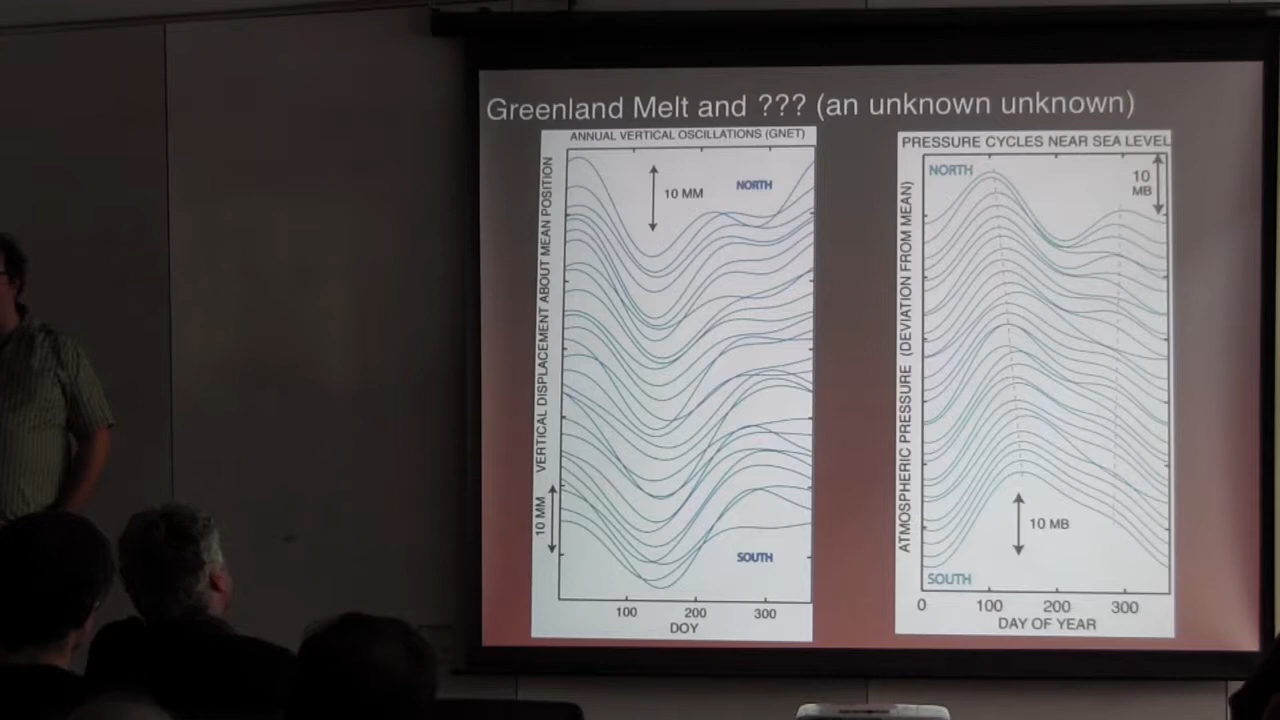 Greenland Melt and ??? (an unknown unknown)
ANNUAL VERTICAL OSCILLATIONS (GNET)
VERTICAL DISPLACEMENT ABOUT MEAN POSITION
10 MM
NORTH
10 MM
SOUTH
100 200 300
DOY
PRESSURE CYCLES NEAR SEA LEVEL
ATMOSPHERIC PRESSURE (DEVIATION FROM MEAN)
NORTH
10
MB
10 MB
SOUTH
0 100 200 300
DAY OF YEAR